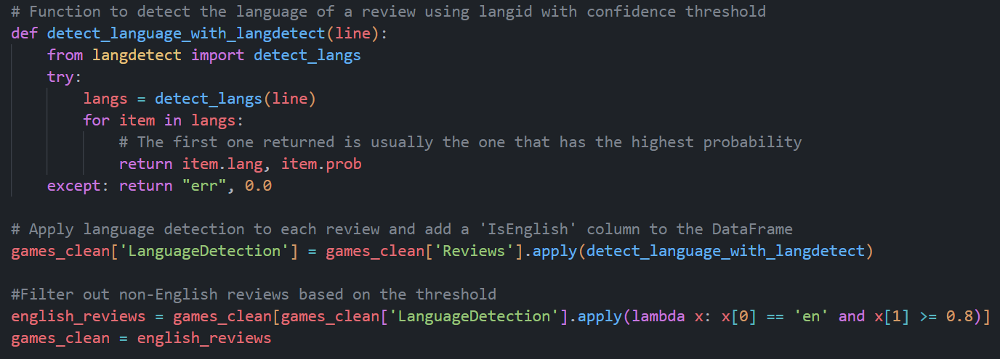 # Function to detect the language of a review using langid with confidence threshold
def detect_language_with_langdetect(line):
    from langdetect import detect_langs
    try:
        langs = detect_langs(line)
        for item in langs:
            # The first one returned is usually the one that has the highest probability
            return item.lang, item.prob
    except: return "err", 0.0

# Apply language detection to each review and add a 'IsEnglish' column to the DataFrame
games_clean['LanguageDetection'] = games_clean['Reviews'].apply(detect_language_with_langdetect)

#Filter out non-English reviews based on the threshold
english_reviews = games_clean[games_clean['LanguageDetection'].apply(lambda x: x[0] == 'en' and x[1] >= 0.8)]
games_clean = english_reviews